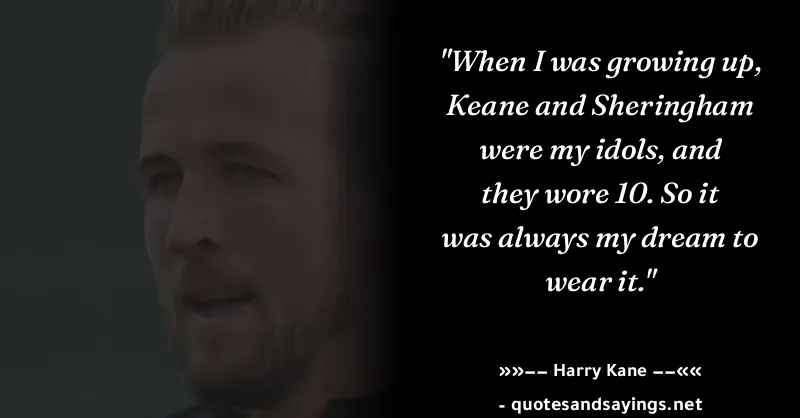 "When I was growing up,
Keane and Sheringham
were my idols, and
they wore 10. So it
was always my dream to
wear it."
»»−− Harry Kane −−««
- quotesandsayings.net